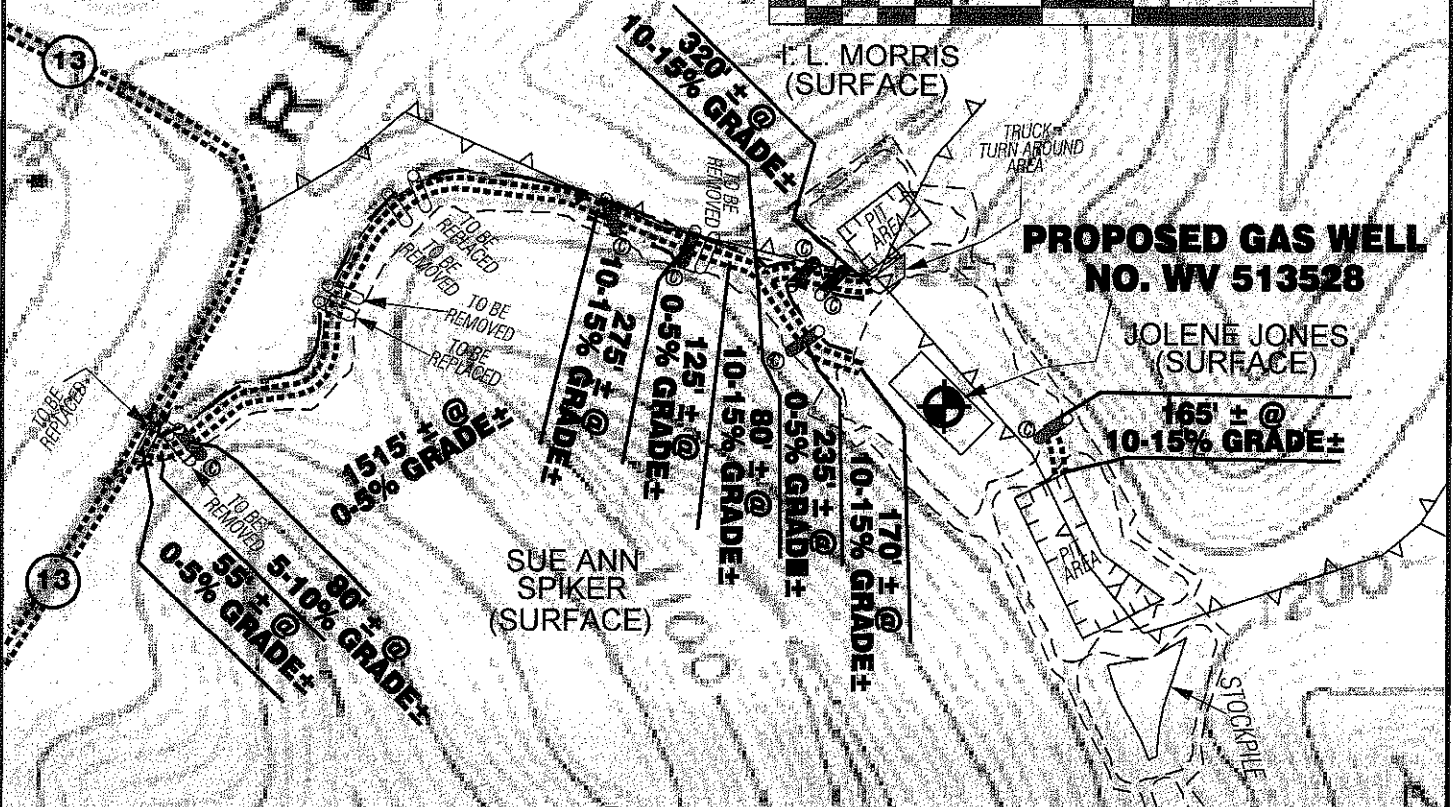 13
I. L. MORRIS
(SURFACE)
320' ± @
10-15% GRADE±
TRUCK
TURN AROUND
AREA
PIT
AREA
PROPOSED GAS WELL
NO. WV 513528
JOLENE JONES
(SURFACE)
165' ± @
10-15% GRADE±
TO BE
REMOVED
TO BE
REPLACED
TO BE
REMOVED
TO BE
REMOVED
TO BE
REPLACED
TO BE
REPLACED
TO BE
REMOVED
1515' ± @
0-5% GRADE±
275' ± @
10-15% GRADE±
125' ± @
0-5% GRADE±
80' ± @
10-15% GRADE±
235' ± @
0-5% GRADE±
170' ± @
10-15% GRADE±
PIT
AREA
STOCKPILE
SUE ANN
SPIKER
(SURFACE)
90' ± @
5-10% GRADE±
55' ± @
0-5% GRADE±
13